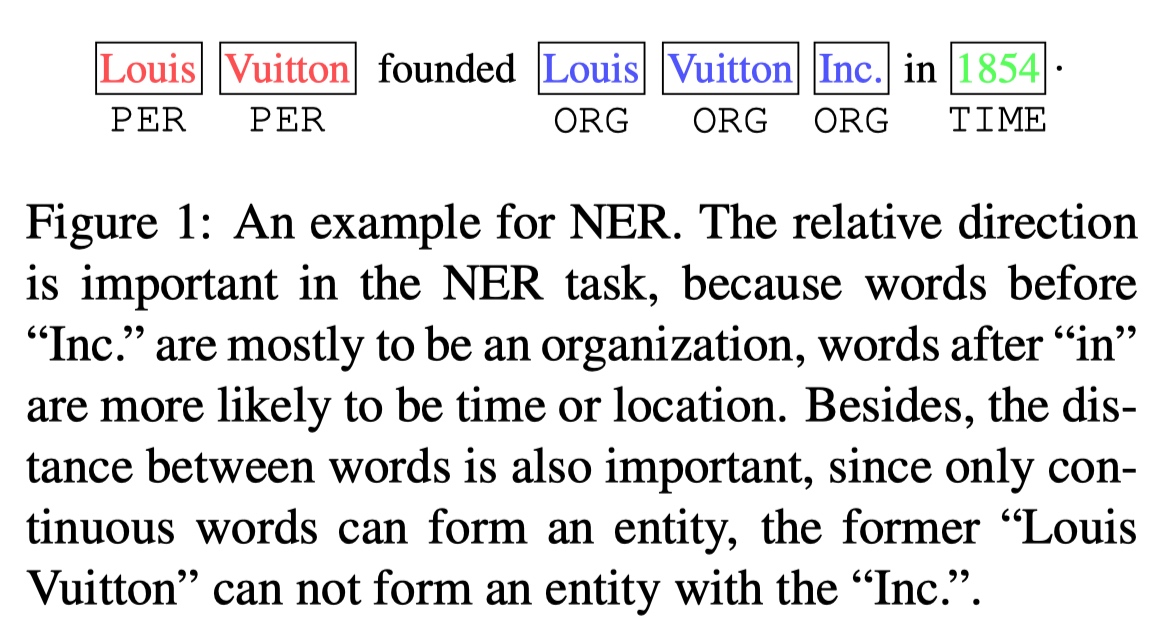 Louis Vuitton founded Louis Vuitton Inc. in 1854 .
PER PER ORG ORG ORG TIME
Figure 1: An example for NER. The relative direction
is important in the NER task, because words before
“Inc.” are mostly to be an organization, words after “in”
are more likely to be time or location. Besides, the dis-
tance between words is also important, since only con-
tinuous words can form an entity, the former “Louis
Vuitton” can not form an entity with the “Inc.”.